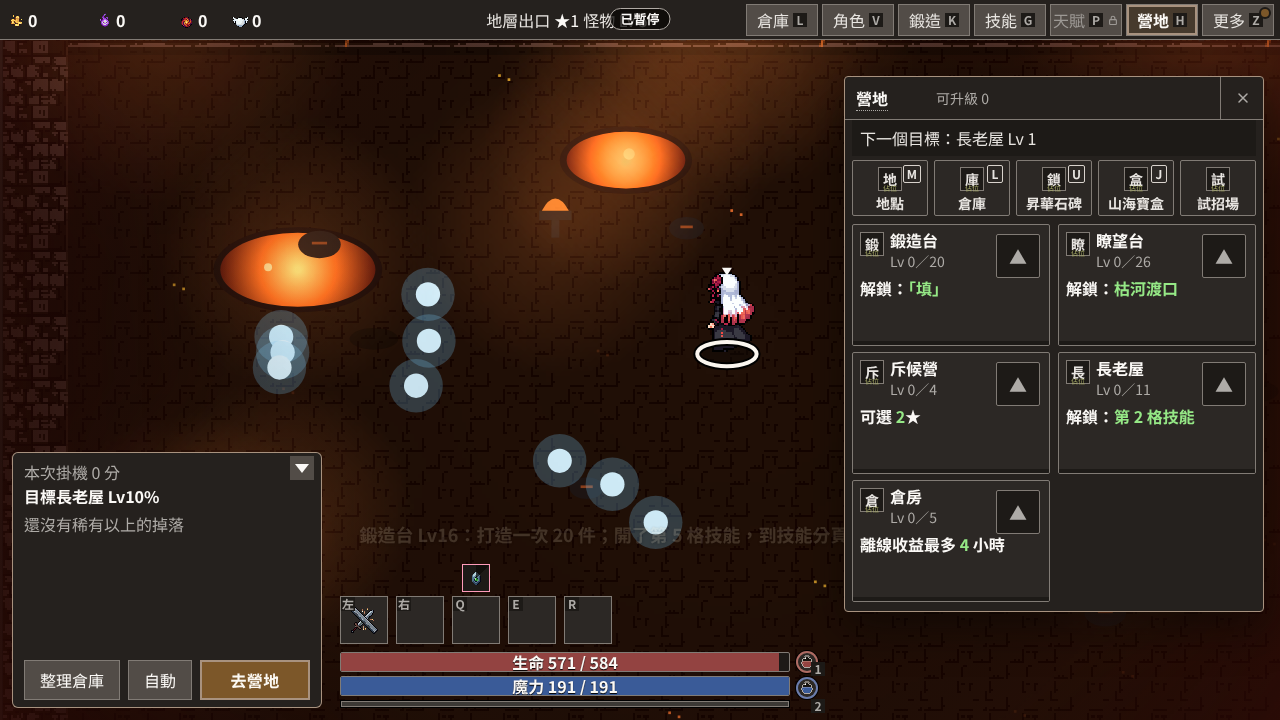 0 0 0 0
地層出口 ★1 怪物
已暫停
倉庫 L
角色 V
鍛造 K
技能 G
天賦 P
營地 H
更多 Z
營地 可升級 0 ×
下一個目標：長老屋 Lv 1
地 M 地點
庫 L 倉庫
鎖 U 昇華石碑
盒 J 山海寶盒
試 試招場
鍛 鍛造台
Lv 0／20
解鎖：「填」
瞭 瞭望台
Lv 0／26
解鎖：枯河渡口
斥 斥候營
Lv 0／4
可選 2★
長 長老屋
Lv 0／11
解鎖：第 2 格技能
倉 倉房
Lv 0／5
離線收益最多 4 小時
本次掛機 0 分
目標長老屋 Lv10%
還沒有稀有以上的掉落
整理倉庫
自動
去營地
鍛造台 Lv16：打造一次 20 件；開了第 5 格技能，到技能分頁
左 右 Q E R
生命 571 / 584
1
魔力 191 / 191
2